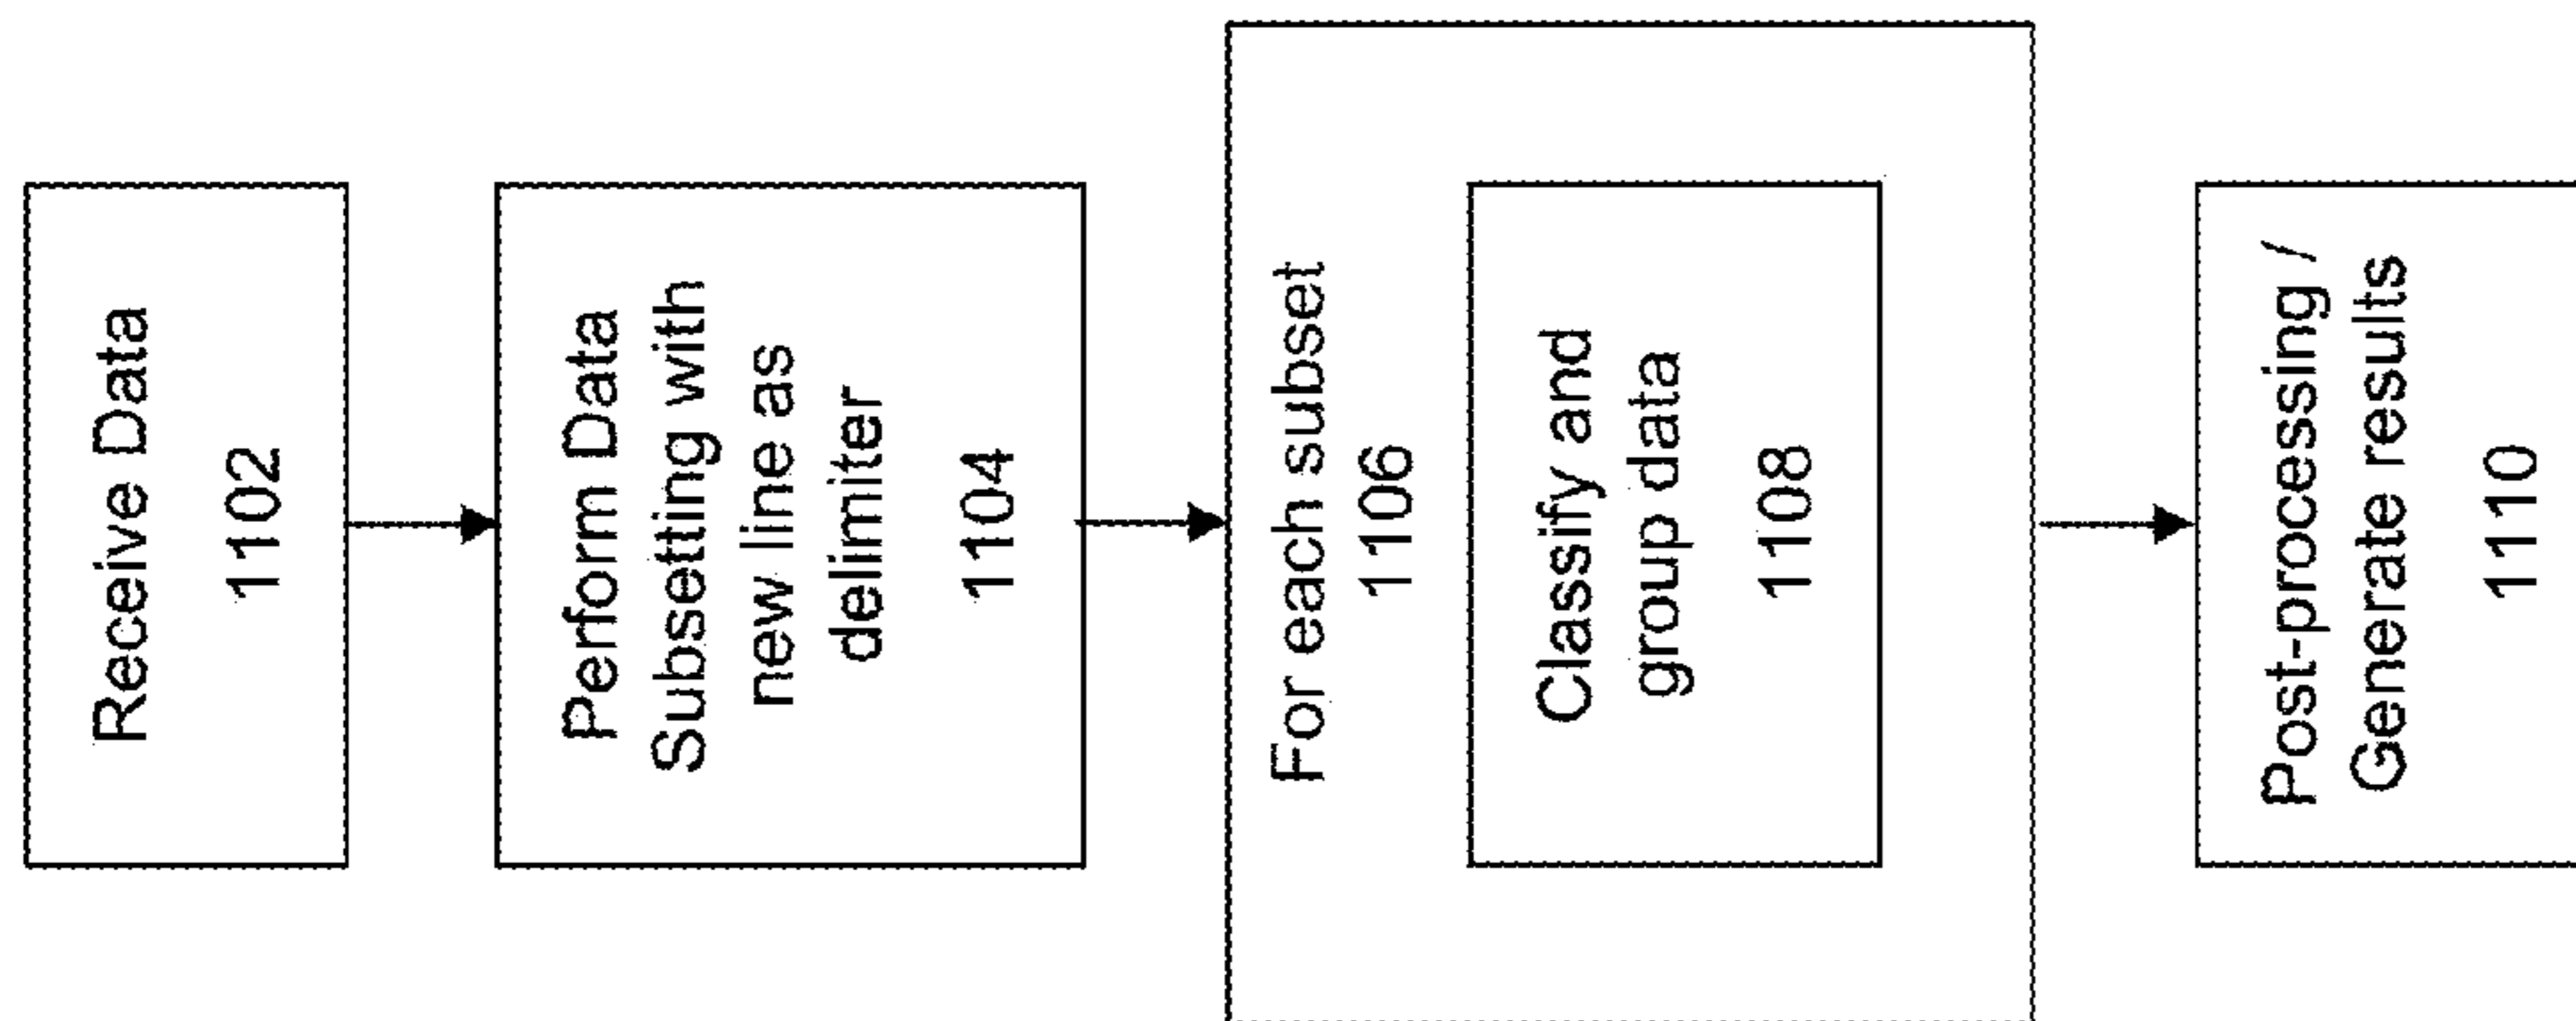 Receive Data
1102
Perform Data
Subsetting with
new line as
delimiter
1104
For each subset
1106
Classify and
group data
1108
Post-processing /
Generate results
1110